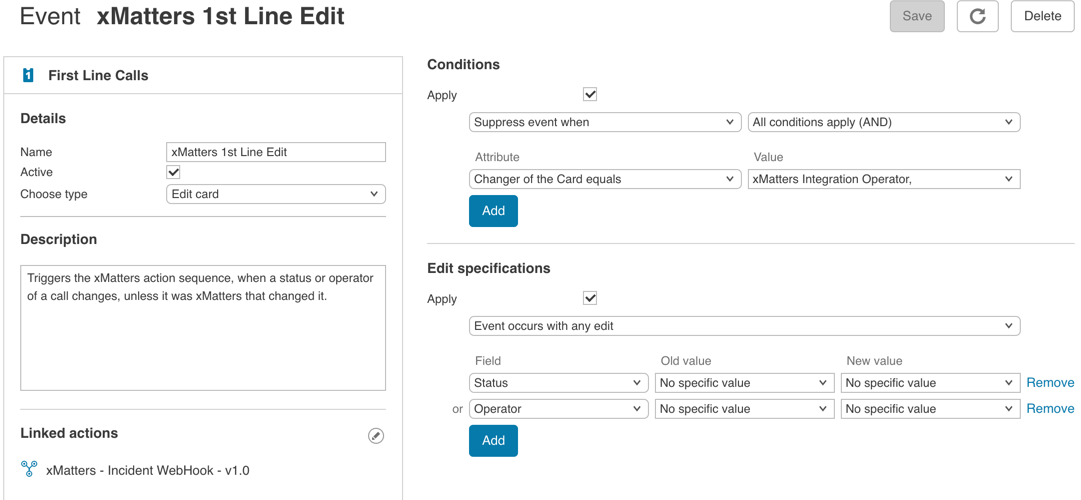 Event xMatters 1st Line Edit
Save
Delete
1 First Line Calls
Details
Name xMatters 1st Line Edit
Active
Choose type Edit card
Description
Triggers the xMatters action sequence, when a status or operator
of a call changes, unless it was xMatters that changed it.
Linked actions
xMatters - Incident WebHook - v1.0
Conditions
Apply
Suppress event when All conditions apply (AND)
Attribute Value
Changer of the Card equals xMatters Integration Operator,
Add
Edit specifications
Apply
Event occurs with any edit
Field Old value New value
Status No specific value No specific value Remove
or Operator No specific value No specific value Remove
Add